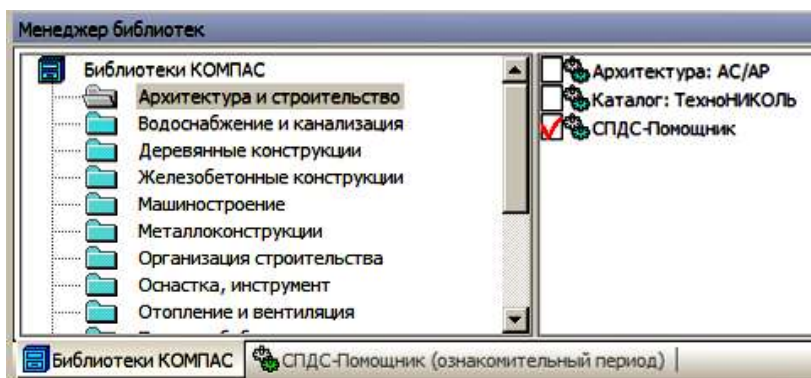 Менеджер библиотек
Библиотеки КОМПАС
Архитектура и строительство
Водоснабжение и канализация
Деревянные конструкции
Железобетонные конструкции
Машиностроение
Металлоконструкции
Организация строительства
Оснастка, инструмент
Отопление и вентиляция
Архитектура: АС/АР
Каталог: ТехноНИКОЛЬ
СПДС-Помощник
Библиотеки КОМПАС
СПДС-Помощник (ознакомительный период)